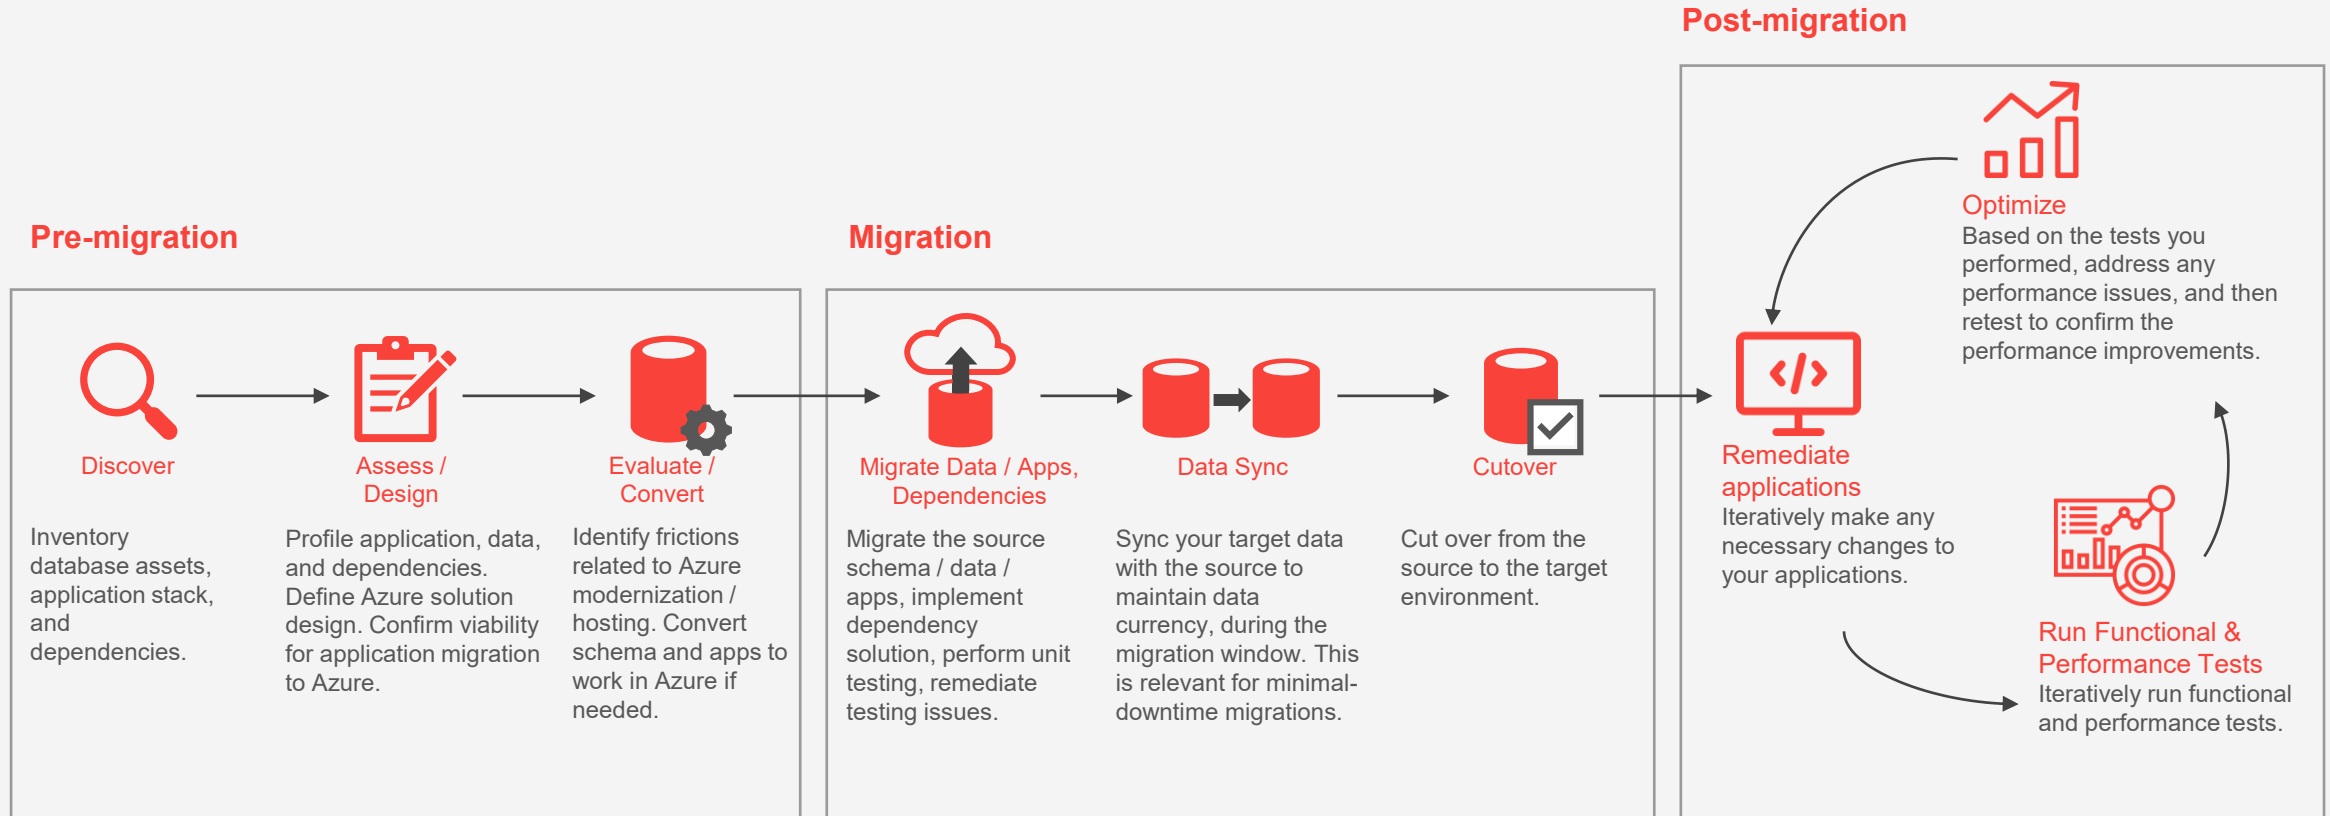 Pre-migration
Discover
Inventory
database assets,
application stack,
and
dependencies.
Assess /
Design
Profile application, data,
and dependencies.
Define Azure solution
design. Confirm viability
for application migration
to Azure.
Evaluate /
Convert
Identify frictions
related to Azure
modernization /
hosting. Convert
schema and apps to
work in Azure if
needed.
Migration
Migrate Data / Apps,
Dependencies
Migrate the source
schema / data /
apps, implement
dependency
solution, perform unit
testing, remediate
testing issues.
Data Sync
Sync your target data
with the source to
maintain data
currency, during the
migration window. This
is relevant for minimal-
downtime migrations.
Cutover
Cut over from the
source to the target
environment.
Post-migration
Remediate
applications
Iteratively make any
necessary changes to
your applications.
Run Functional &
Performance Tests
Iteratively run functional
and performance tests.
Optimize
Based on the tests you
performed, address any
performance issues, and then
retest to confirm the
performance improvements.